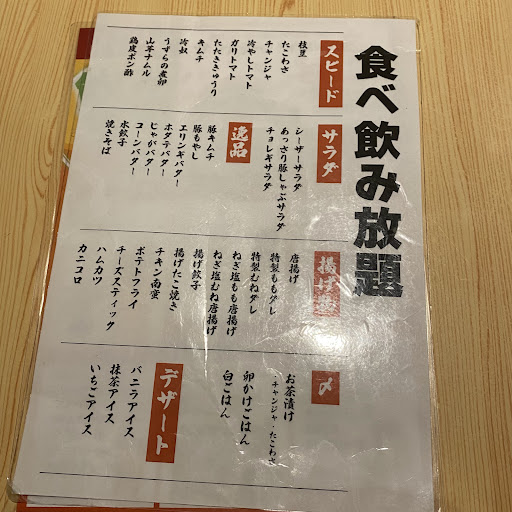 食べ飲み放題
スピード
枝豆
たこわさ
チャンジャ
冷やしトマト
ガリトマト
たたききゅうり
キムチ
冷奴
うずらの煮卵
山芋ナムル
鶏皮ポン酢
サラダ
シーザーサラダ
あっさり豚しゃぶサラダ
チョレギサラダ
逸品
豚キムチ
豚もやし
エリンギバター
ホタテバター
じゃがバター
コーンバター
水餃子
焼きそば
揚げ物
唐揚げ
特製ももダレ
特製むねダレ
ねぎ塩もも唐揚げ
ねぎ塩むね唐揚げ
揚げ餃子
揚げたこ焼き
チキン南蛮
ポテトフライ
チーズスティック
ハムカツ
カニコロ
〆
お茶漬け
・チャンジャ・たこわさ
卵かけごはん
白ごはん
デザート
バニラアイス
抹茶アイス
いちごアイス